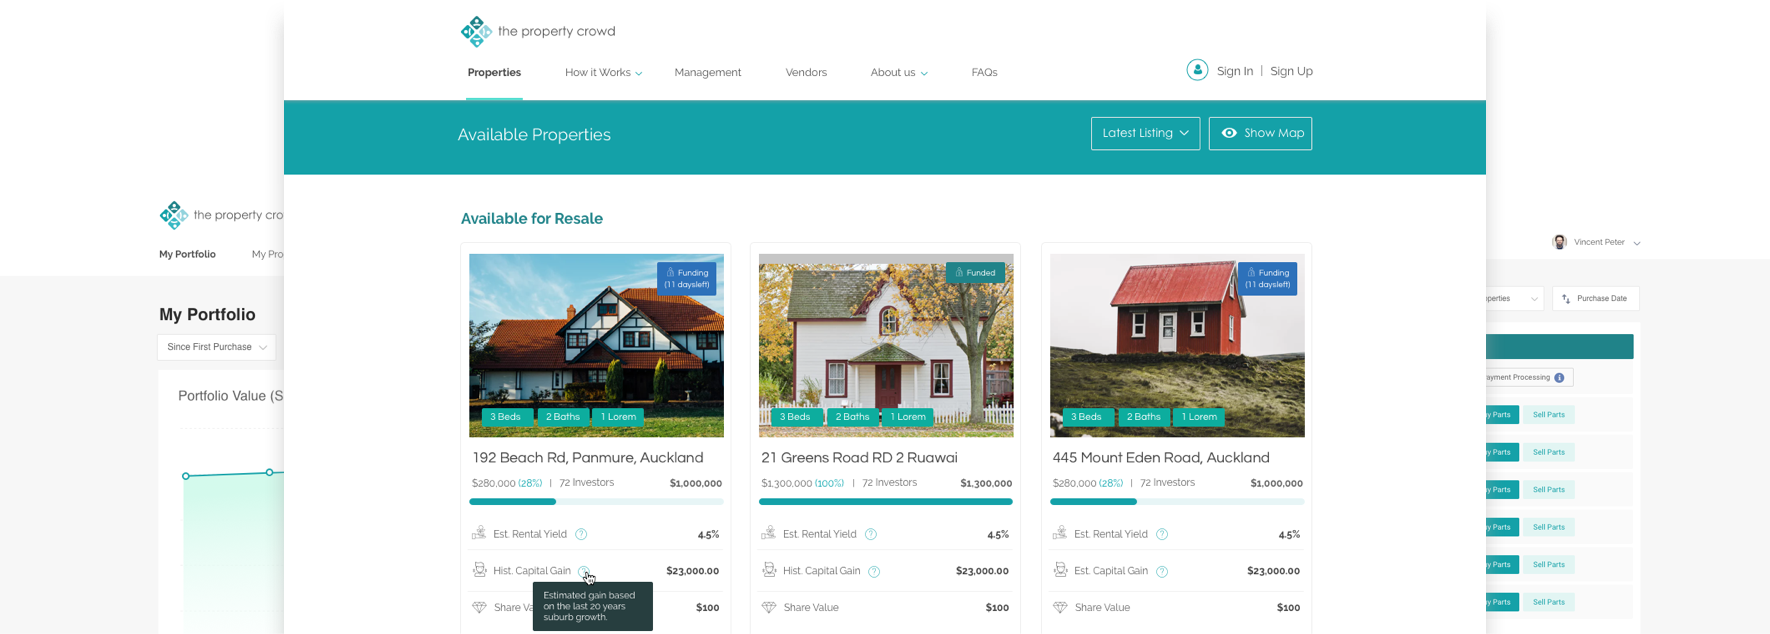 the property crowd
Properties
How it Works
Management
Vendors
About us
FAQs
Sign In | Sign Up
Available Properties
Latest Listing
Show Map
Available for Resale
Funding
(11 daysleft)
3 Beds
2 Baths
1 Lorem
192 Beach Rd, Panmure, Auckland
$280,000 (28%) | 72 Investors $1,000,000
Est. Rental Yield ? 4.5%
Hist. Capital Gain $23,000.00
Share Va $100
Estimated gain based
on the last 20 years
suburb growth.
Funded
3 Beds
2 Baths
1 Lorem
21 Greens Road RD 2 Ruawai
$1,300,000 (100%) | 72 Investors $1,300,000
Est. Rental Yield ? 4.5%
Hist. Capital Gain ? $23,000.00
Share Value $100
Funding
(11 daysleft)
3 Beds
2 Baths
1 Lorem
445 Mount Eden Road, Auckland
$280,000 (28%) | 72 Investors $1,000,000
Est. Rental Yield ? 4.5%
Est. Capital Gain ? $23,000.00
Share Value $100
the property cro
My Portfolio
My Pro
My Portfolio
Since First Purchase
Portfolio Value (S
Vincent Peter
perties
Purchase Date
ayment Processing i
y Parts Sell Parts
y Parts Sell Parts
y Parts Sell Parts
y Parts Sell Parts
y Parts Sell Parts
y Parts Sell Parts